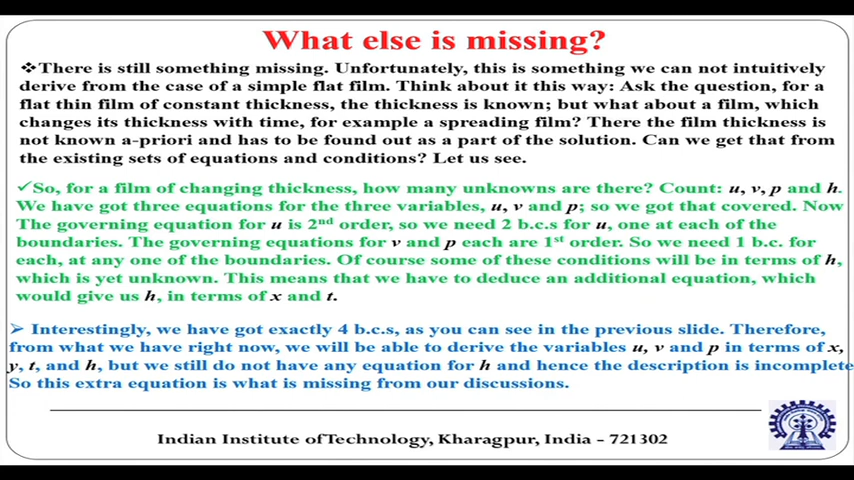 What else is missing?
❖There is still something missing. Unfortunately, this is something we can not intuitively
derive from the case of a simple flat film. Think about it this way: Ask the question, for a
flat thin film of constant thickness, the thickness is known; but what about a film, which
changes its thickness with time, for example a spreading film? There the film thickness is
not known a-priori and has to be found out as a part of the solution. Can we get that from
the existing sets of equations and conditions? Let us see.
✓So, for a film of changing thickness, how many unknowns are there? Count: u, v, p and h.
We have got three equations for the three variables, u, v and p; so we got that covered. Now
The governing equation for u is 2nd order, so we need 2 b.c.s for u, one at each of the
boundaries. The governing equations for v and p each are 1st order. So we need 1 b.c. for
each, at any one of the boundaries. Of course some of these conditions will be in terms of h,
which is yet unknown. This means that we have to deduce an additional equation, which
would give us h, in terms of x and t.
➢ Interestingly, we have got exactly 4 b.c.s, as you can see in the previous slide. Therefore,
from what we have right now, we will be able to derive the variables u, v and p in terms of x,
y, t, and h, but we still do not have any equation for h and hence the description is incomplete
So this extra equation is what is missing from our discussions.
Indian Institute of Technology, Kharagpur, India - 721302